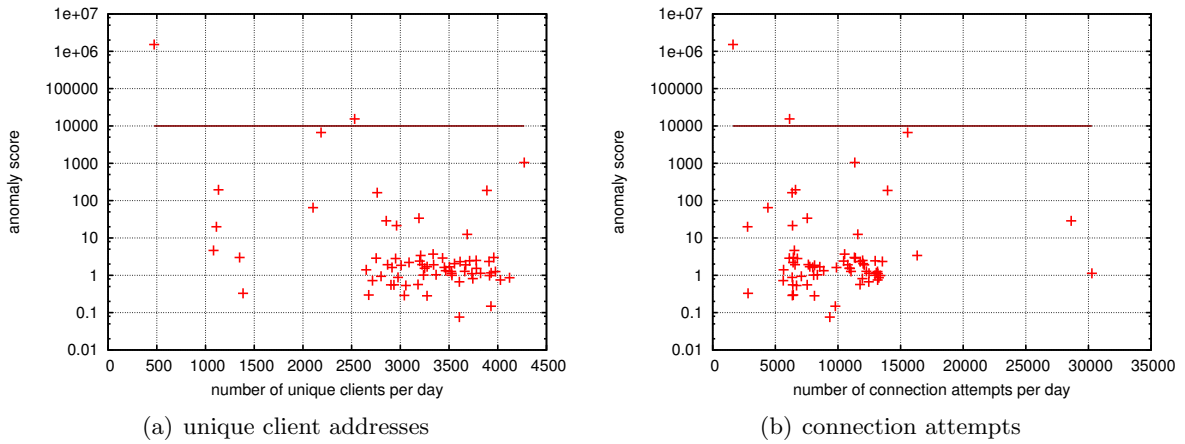 1e+07
1e+06
100000
10000
1000
100
10
1
0.1
0.01
anomaly score
0 500 1000 1500 2000 2500 3000 3500 4000 4500
number of unique clients per day
(a) unique client addresses
1e+07
1e+06
100000
10000
1000
100
10
1
0.1
0.01
anomaly score
0 5000 10000 15000 20000 25000 30000 35000
number of connection attempts per day
(b) connection attempts